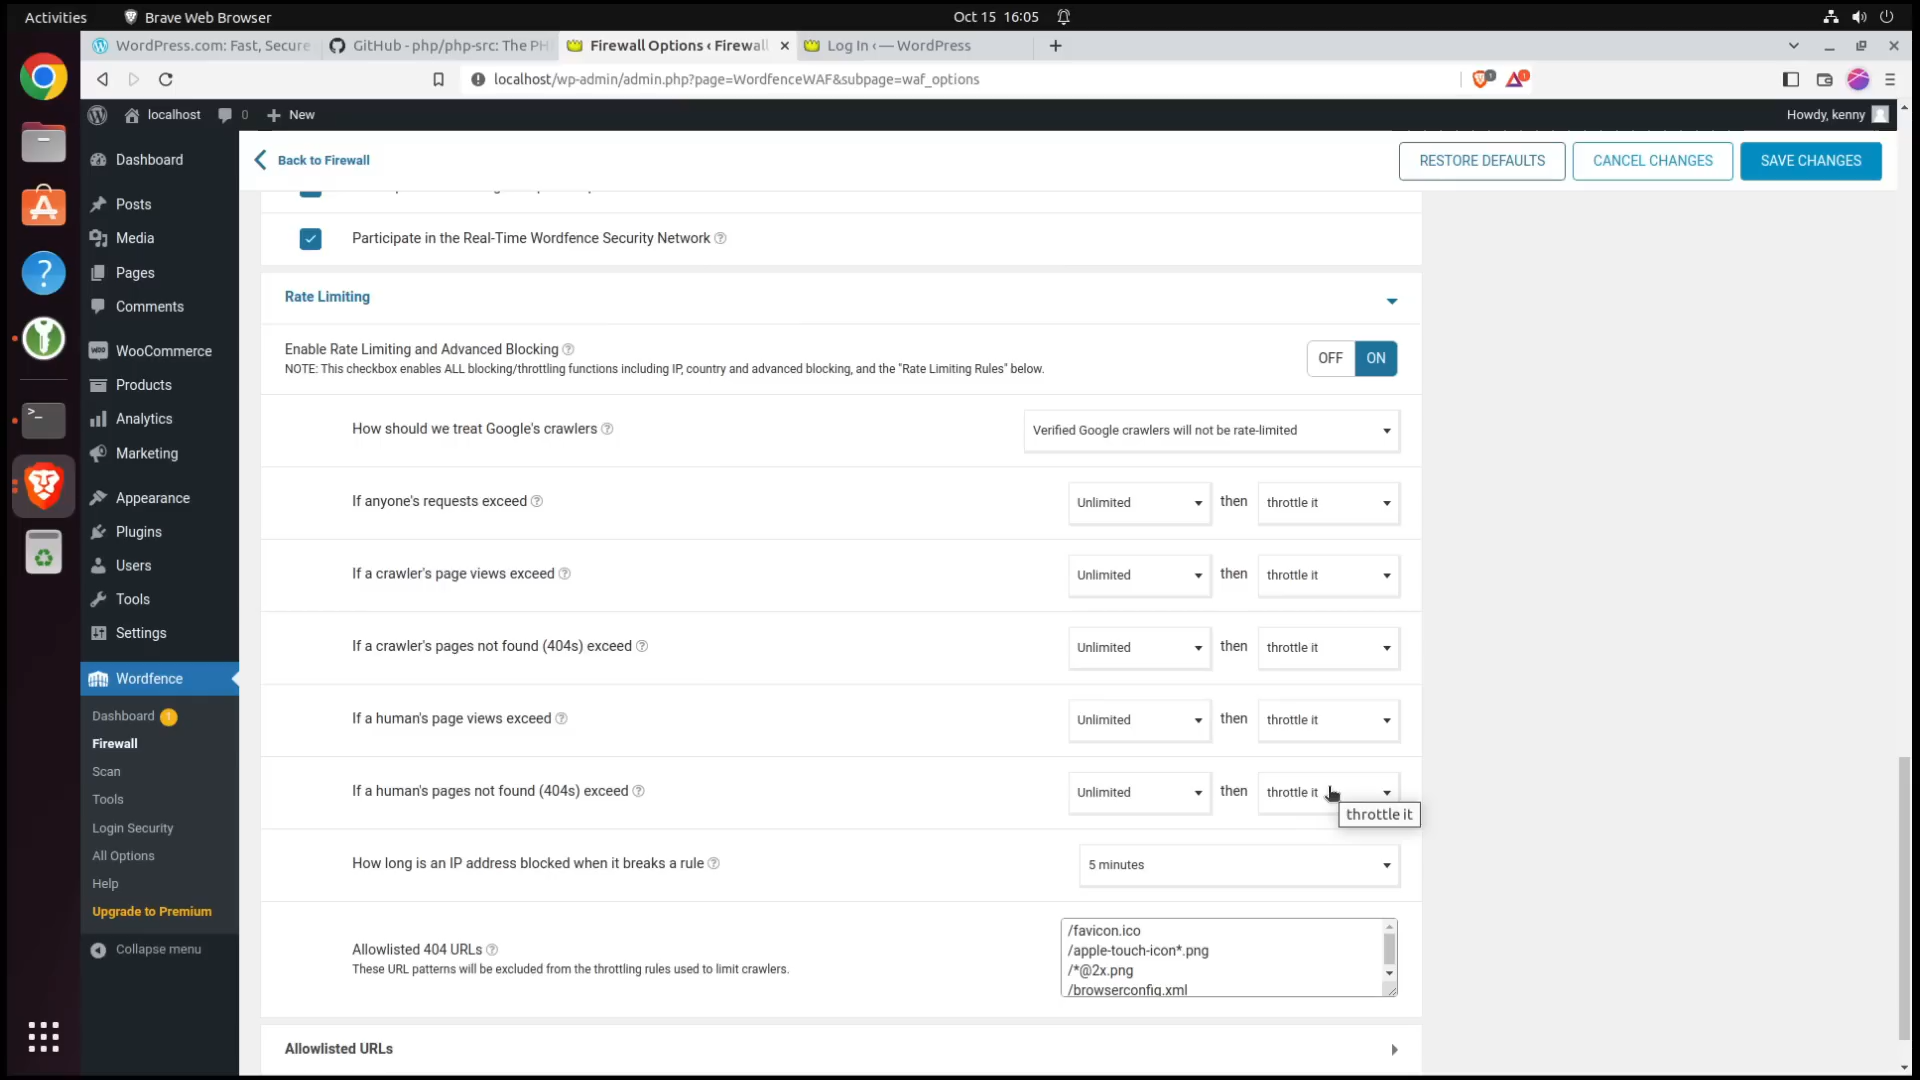 Activities
Brave Web Browser
Oct 15 16:05
WordPress.com: Fast, Secure
GitHub - php/php-src: The PH
Firewall Options ‹ Firewall
Log In ‹ — WordPress
localhost/wp-admin/admin.php?page=WordfenceWAF&subpage=waf_options
1
1
localhost
0
New
Howdy, kenny
Back to Firewall
RESTORE DEFAULTS
CANCEL CHANGES
SAVE CHANGES
Dashboard
Posts
Media
Pages
Comments
WooCommerce
Products
Analytics
Marketing
Appearance
Plugins
Users
Tools
Settings
Wordfence
Dashboard 1
Firewall
Scan
Tools
Login Security
All Options
Help
Upgrade to Premium
Collapse menu
Participate in the Real-Time Wordfence Security Network
Rate Limiting
Enable Rate Limiting and Advanced Blocking
NOTE: This checkbox enables ALL blocking/throttling functions including IP, country and advanced blocking, and the "Rate Limiting Rules" below.
OFF ON
How should we treat Google's crawlers
Verified Google crawlers will not be rate-limited
If anyone's requests exceed
Unlimited then throttle it
If a crawler's page views exceed
Unlimited then throttle it
If a crawler's pages not found (404s) exceed
Unlimited then throttle it
If a human's page views exceed
Unlimited then throttle it
If a human's pages not found (404s) exceed
Unlimited then throttle it
throttle it
How long is an IP address blocked when it breaks a rule
5 minutes
Allowlisted 404 URLs
These URL patterns will be excluded from the throttling rules used to limit crawlers.
/favicon.ico
/apple-touch-icon*.png
/*@2x.png
/browserconfig.xml
Allowlisted URLs